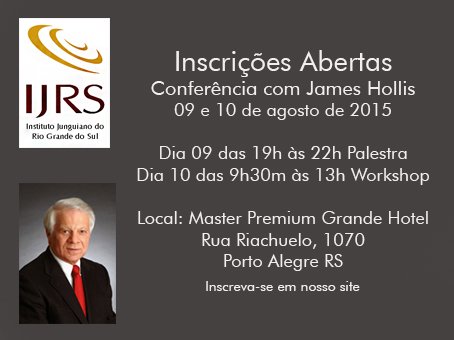 IJRS
Instituto Junguiano do
Rio Grande do Sul
Inscrições Abertas
Conferência com James Hollis
09 e 10 de agosto de 2015
Dia 09 das 19h às 22h Palestra
Dia 10 das 9h30m às 13h Workshop
Local: Master Premium Grande Hotel
Rua Riachuelo, 1070
Porto Alegre RS
Inscreva-se em nosso site